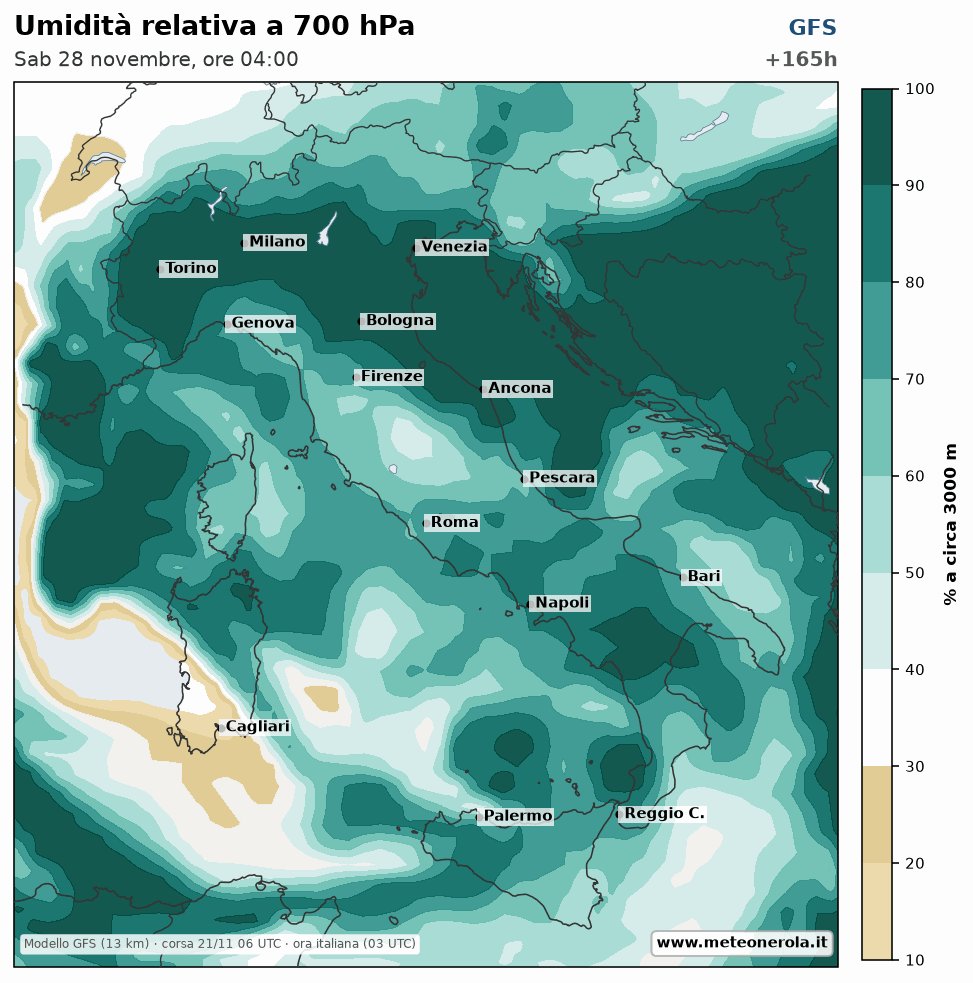 Umidità relativa a 700 hPa
GFS
Sab 28 novembre, ore 04:00
+165h
100
90
80
70
60
50
40
30
20
10
% a circa 3000 m
Milano
Venezia
Torino
Genova
Bologna
Firenze
Ancona
Pescara
Roma
Bari
Napoli
Cagliari
Palermo
Reggio C.
Modello GFS (13 km) · corsa 21/11 06 UTC · ora italiana (03 UTC)
www.meteonerola.it